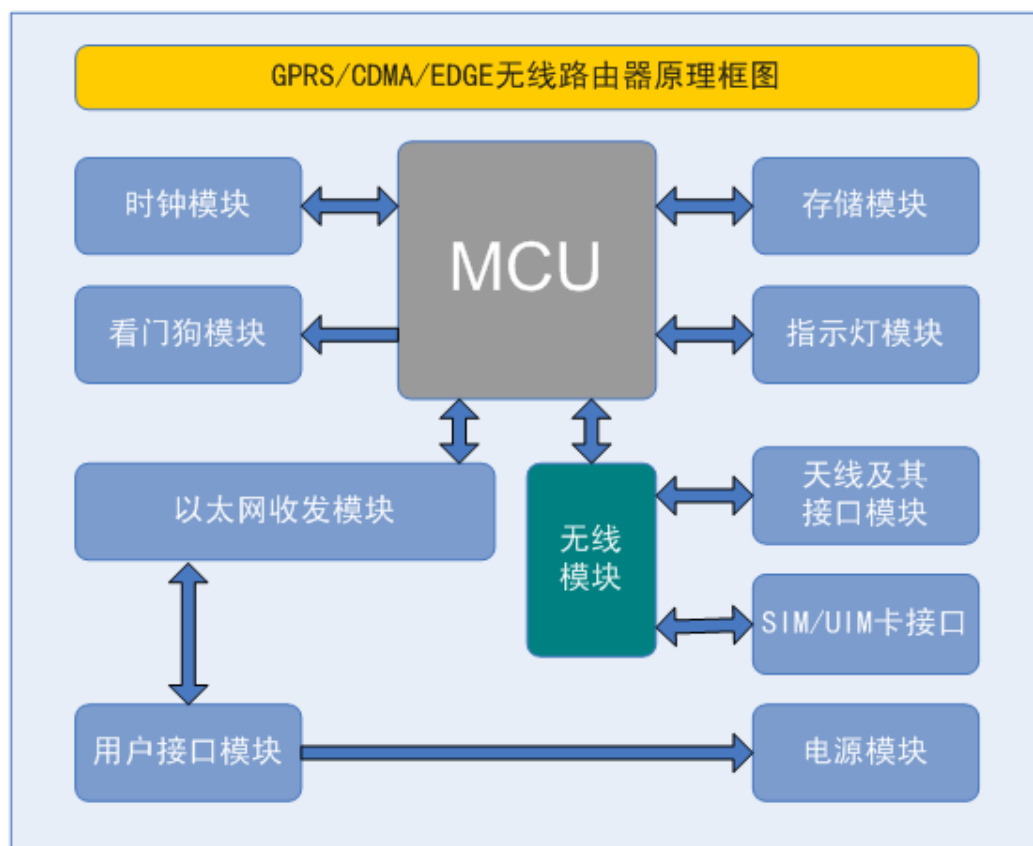 GPRS/CDMA/EDGE无线路由器原理框图
时钟模块
MCU
存储模块
看门狗模块
指示灯模块
以太网收发模块
无线
模块
天线及其
接口模块
SIM/UIM卡接口
用户接口模块
电源模块